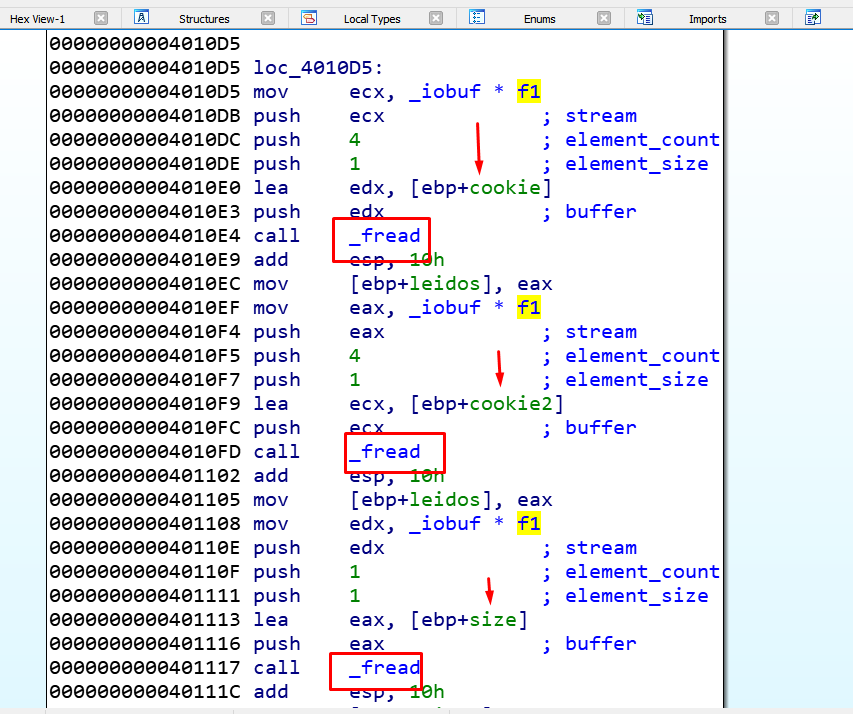 Hex View-1 Structures Local Types Enums Imports
00000000004010D5
00000000004010D5 loc_4010D5:
00000000004010D5 mov ecx, _iobuf * f1
00000000004010DB push ecx ; stream
00000000004010DC push 4 ; element_count
00000000004010DE push 1 ; element_size
00000000004010E0 lea edx, [ebp+cookie]
00000000004010E3 push edx ; buffer
00000000004010E4 call _fread
00000000004010E9 add esp, 10h
00000000004010EC mov [ebp+leidos], eax
00000000004010EF mov eax, _iobuf * f1
00000000004010F4 push eax ; stream
00000000004010F5 push 4 ; element_count
00000000004010F7 push 1 ; element_size
00000000004010F9 lea ecx, [ebp+cookie2]
00000000004010FC push ecx ; buffer
00000000004010FD call _fread
0000000000401102 add esp, 10h
0000000000401105 mov [ebp+leidos], eax
0000000000401108 mov edx, _iobuf * f1
000000000040110E push edx ; stream
000000000040110F push 1 ; element_count
0000000000401111 push 1 ; element_size
0000000000401113 lea eax, [ebp+size]
0000000000401116 push eax ; buffer
0000000000401117 call _fread
000000000040111C add esp, 10h